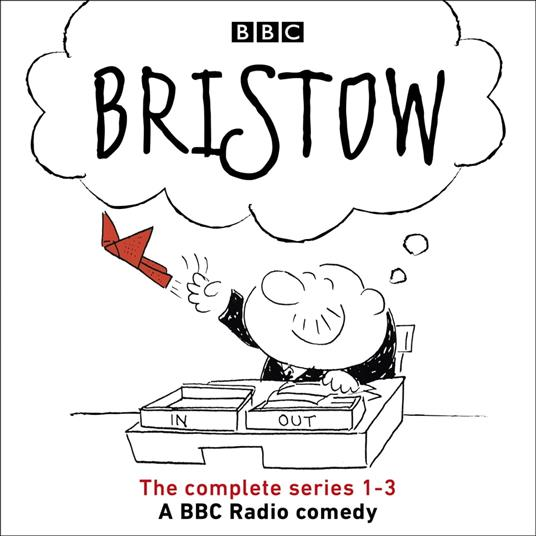 BBC
BRISTOW
IN
OUT
The complete series 1-3
A BBC Radio comedy